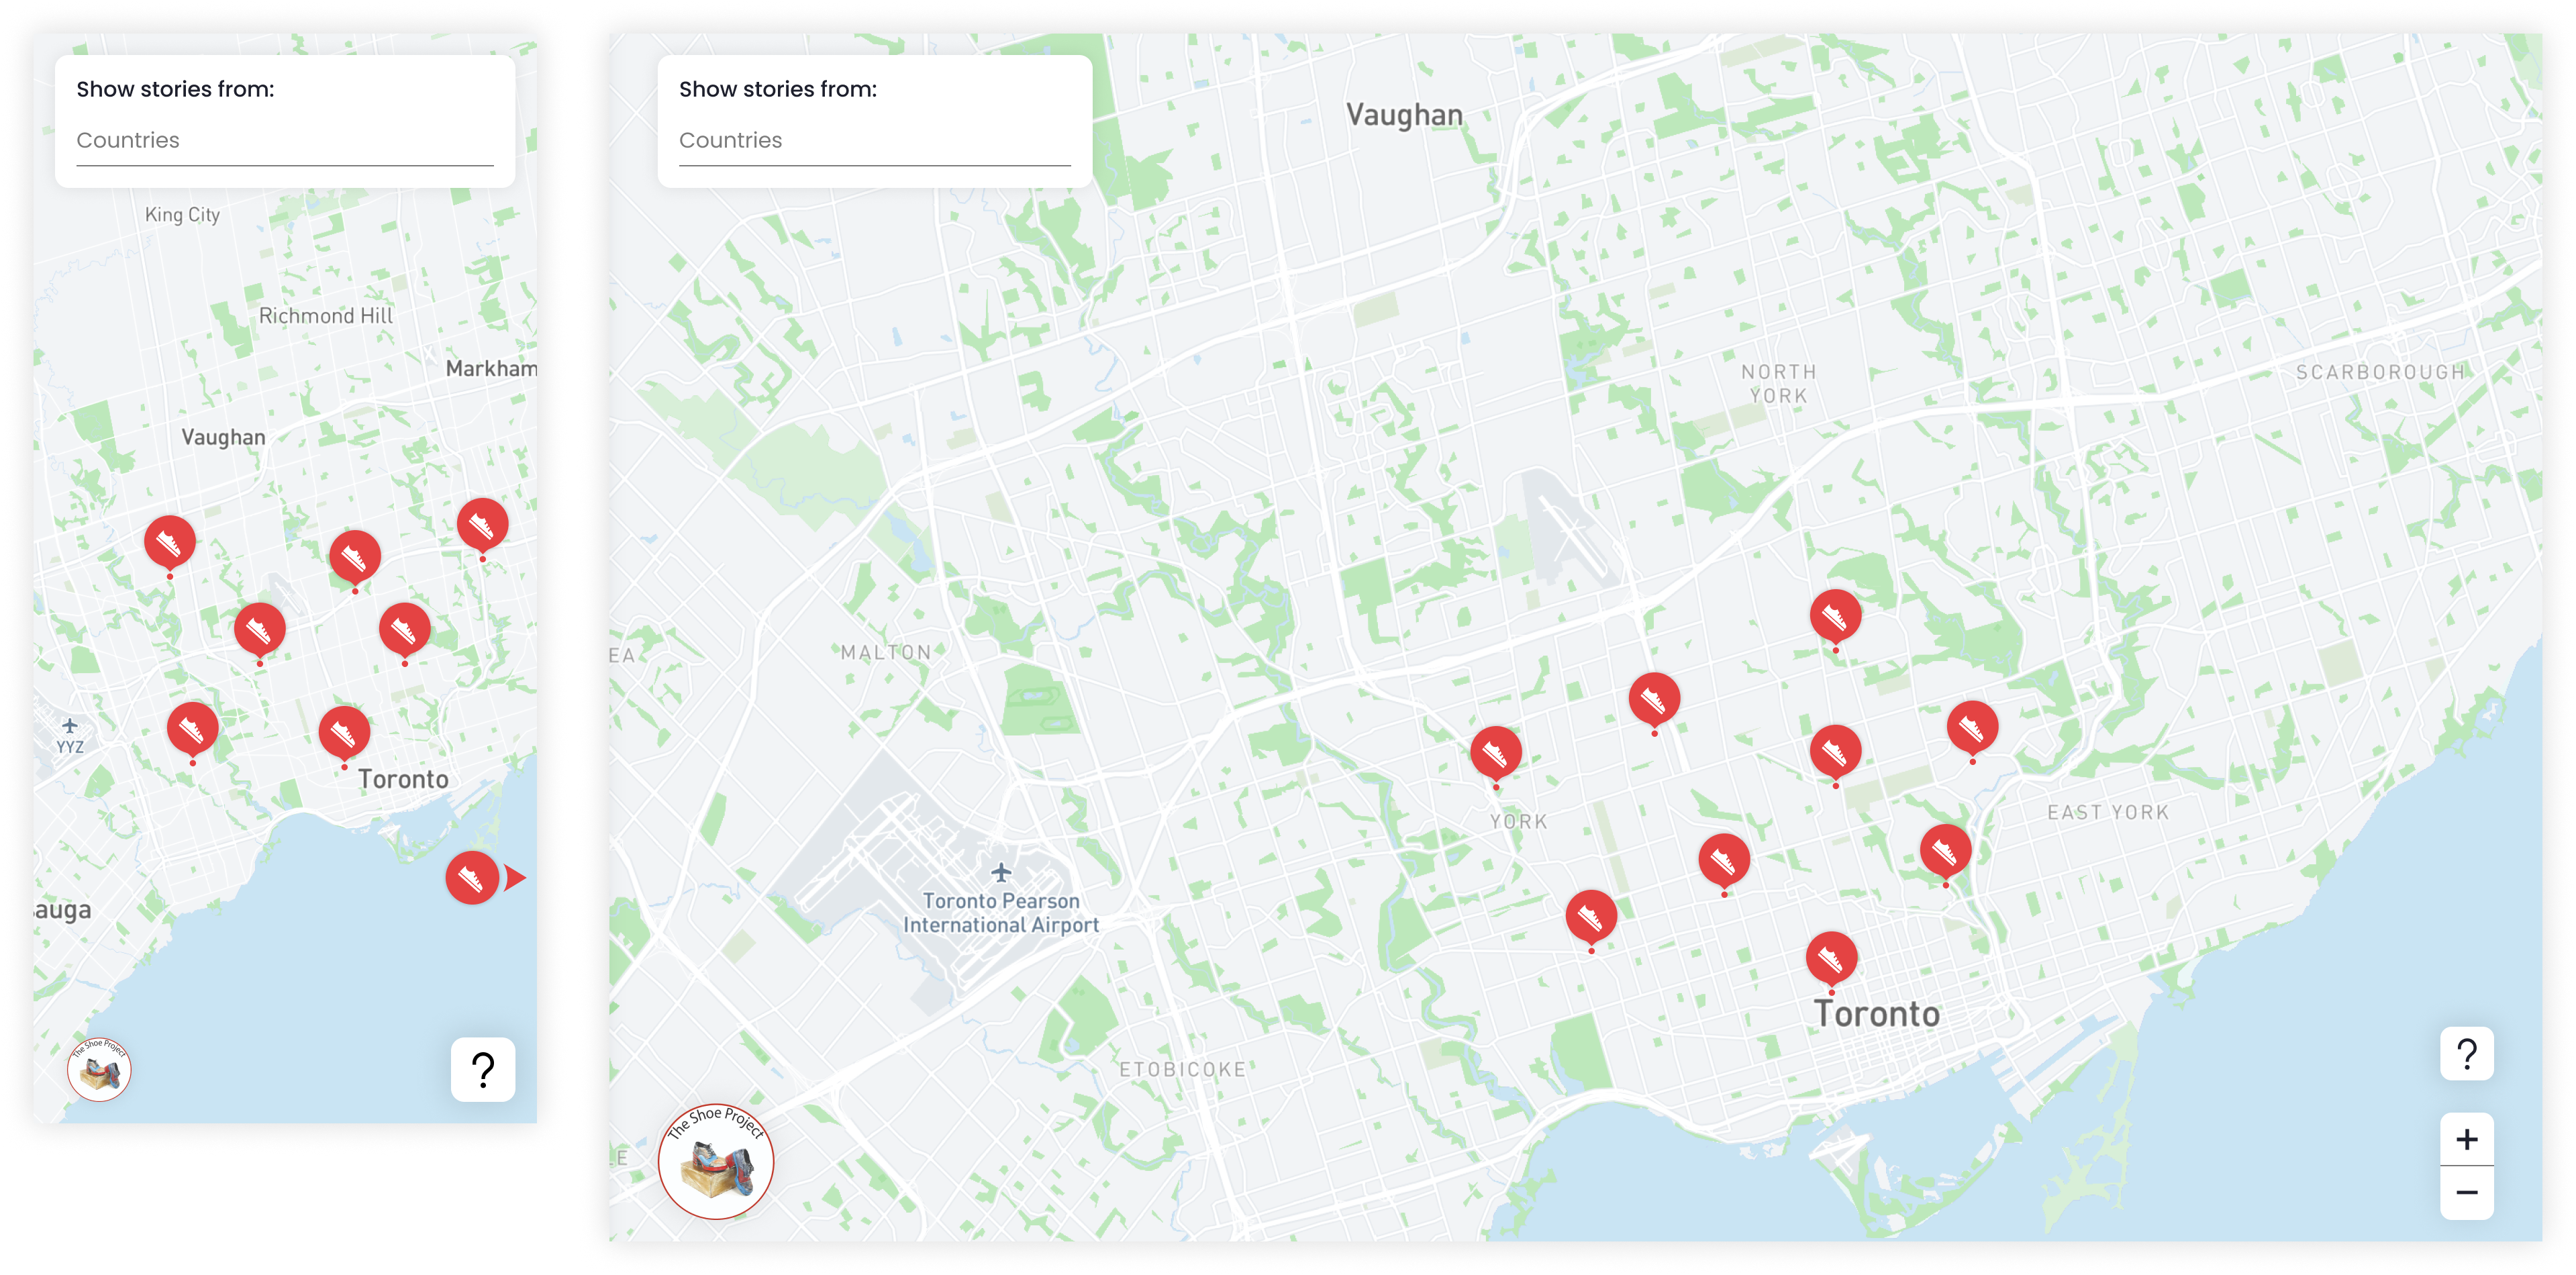 Show stories from:
Countries
King City
Richmond Hill
Markham
Vaughan
YYZ
Toronto
auga
The Shoe Project
?
Show stories from:
Countries
Vaughan
NORTH
YORK
SCARBOROUGH
EA
MALTON
YORK
EAST YORK
Toronto Pearson
International Airport
Toronto
ETOBICOKE
LE
The Shoe Project
?
+
−